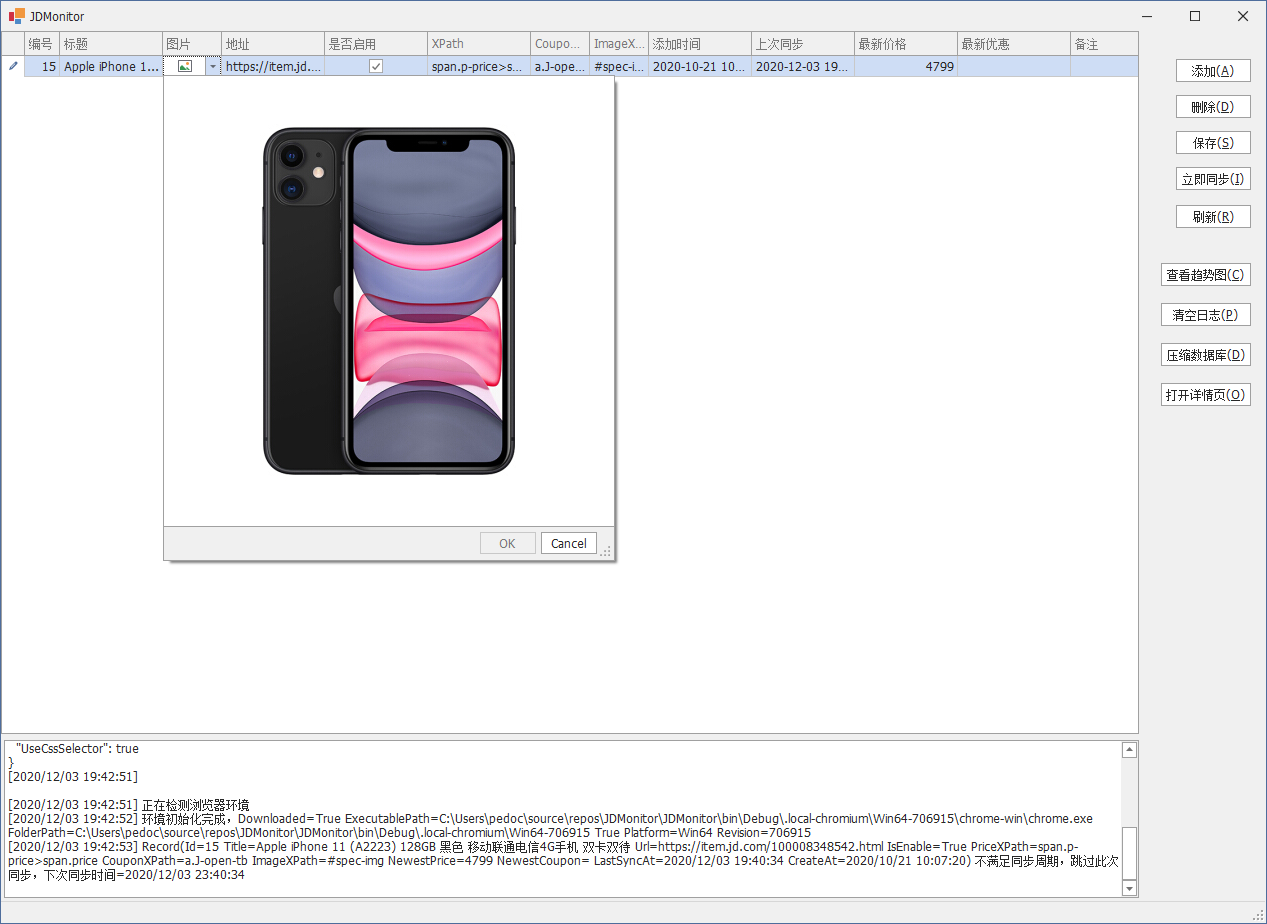 JDMonitor
编号 标题 图片 地址 是否启用 XPath Coupo... ImageX... 添加时间 上次同步 最新价格 最新优惠 备注
15 Apple iPhone 1... https://item.jd.... span.p-price>s... a.J-ope... #spec-i... 2020-10-21 10... 2020-12-03 19... 4799
添加(A)
删除(D)
保存(S)
立即同步(I)
刷新(R)
查看趋势图(C)
清空日志(P)
压缩数据库(D)
打开详情页(O)
OK Cancel
"UseCssSelector": true
}
[2020/12/03 19:42:51]
[2020/12/03 19:42:51] 正在检测浏览器环境
[2020/12/03 19:42:52] 环境初始化完成，Downloaded=True ExecutablePath=C:\Users\pedoc\source\repos\JDMonitor\JDMonitor\bin\Debug\.local-chromium\Win64-706915\chrome-win\chrome.exe
FolderPath=C:\Users\pedoc\source\repos\JDMonitor\JDMonitor\bin\Debug\.local-chromium\Win64-706915 True Platform=Win64 Revision=706915
[2020/12/03 19:42:53] Record(Id=15 Title=Apple iPhone 11 (A2223) 128GB 黑色 移动联通电信4G手机 双卡双待 Url=https://item.jd.com/100008348542.html IsEnable=True PriceXPath=span.p-
price>span.price CouponXPath=a.J-open-tb ImageXPath=#spec-img NewestPrice=4799 NewestCoupon= LastSyncAt=2020/12/03 19:40:34 CreateAt=2020/10/21 10:07:20) 不满足同步周期，跳过此次
同步，下次同步时间=2020/12/03 23:40:34